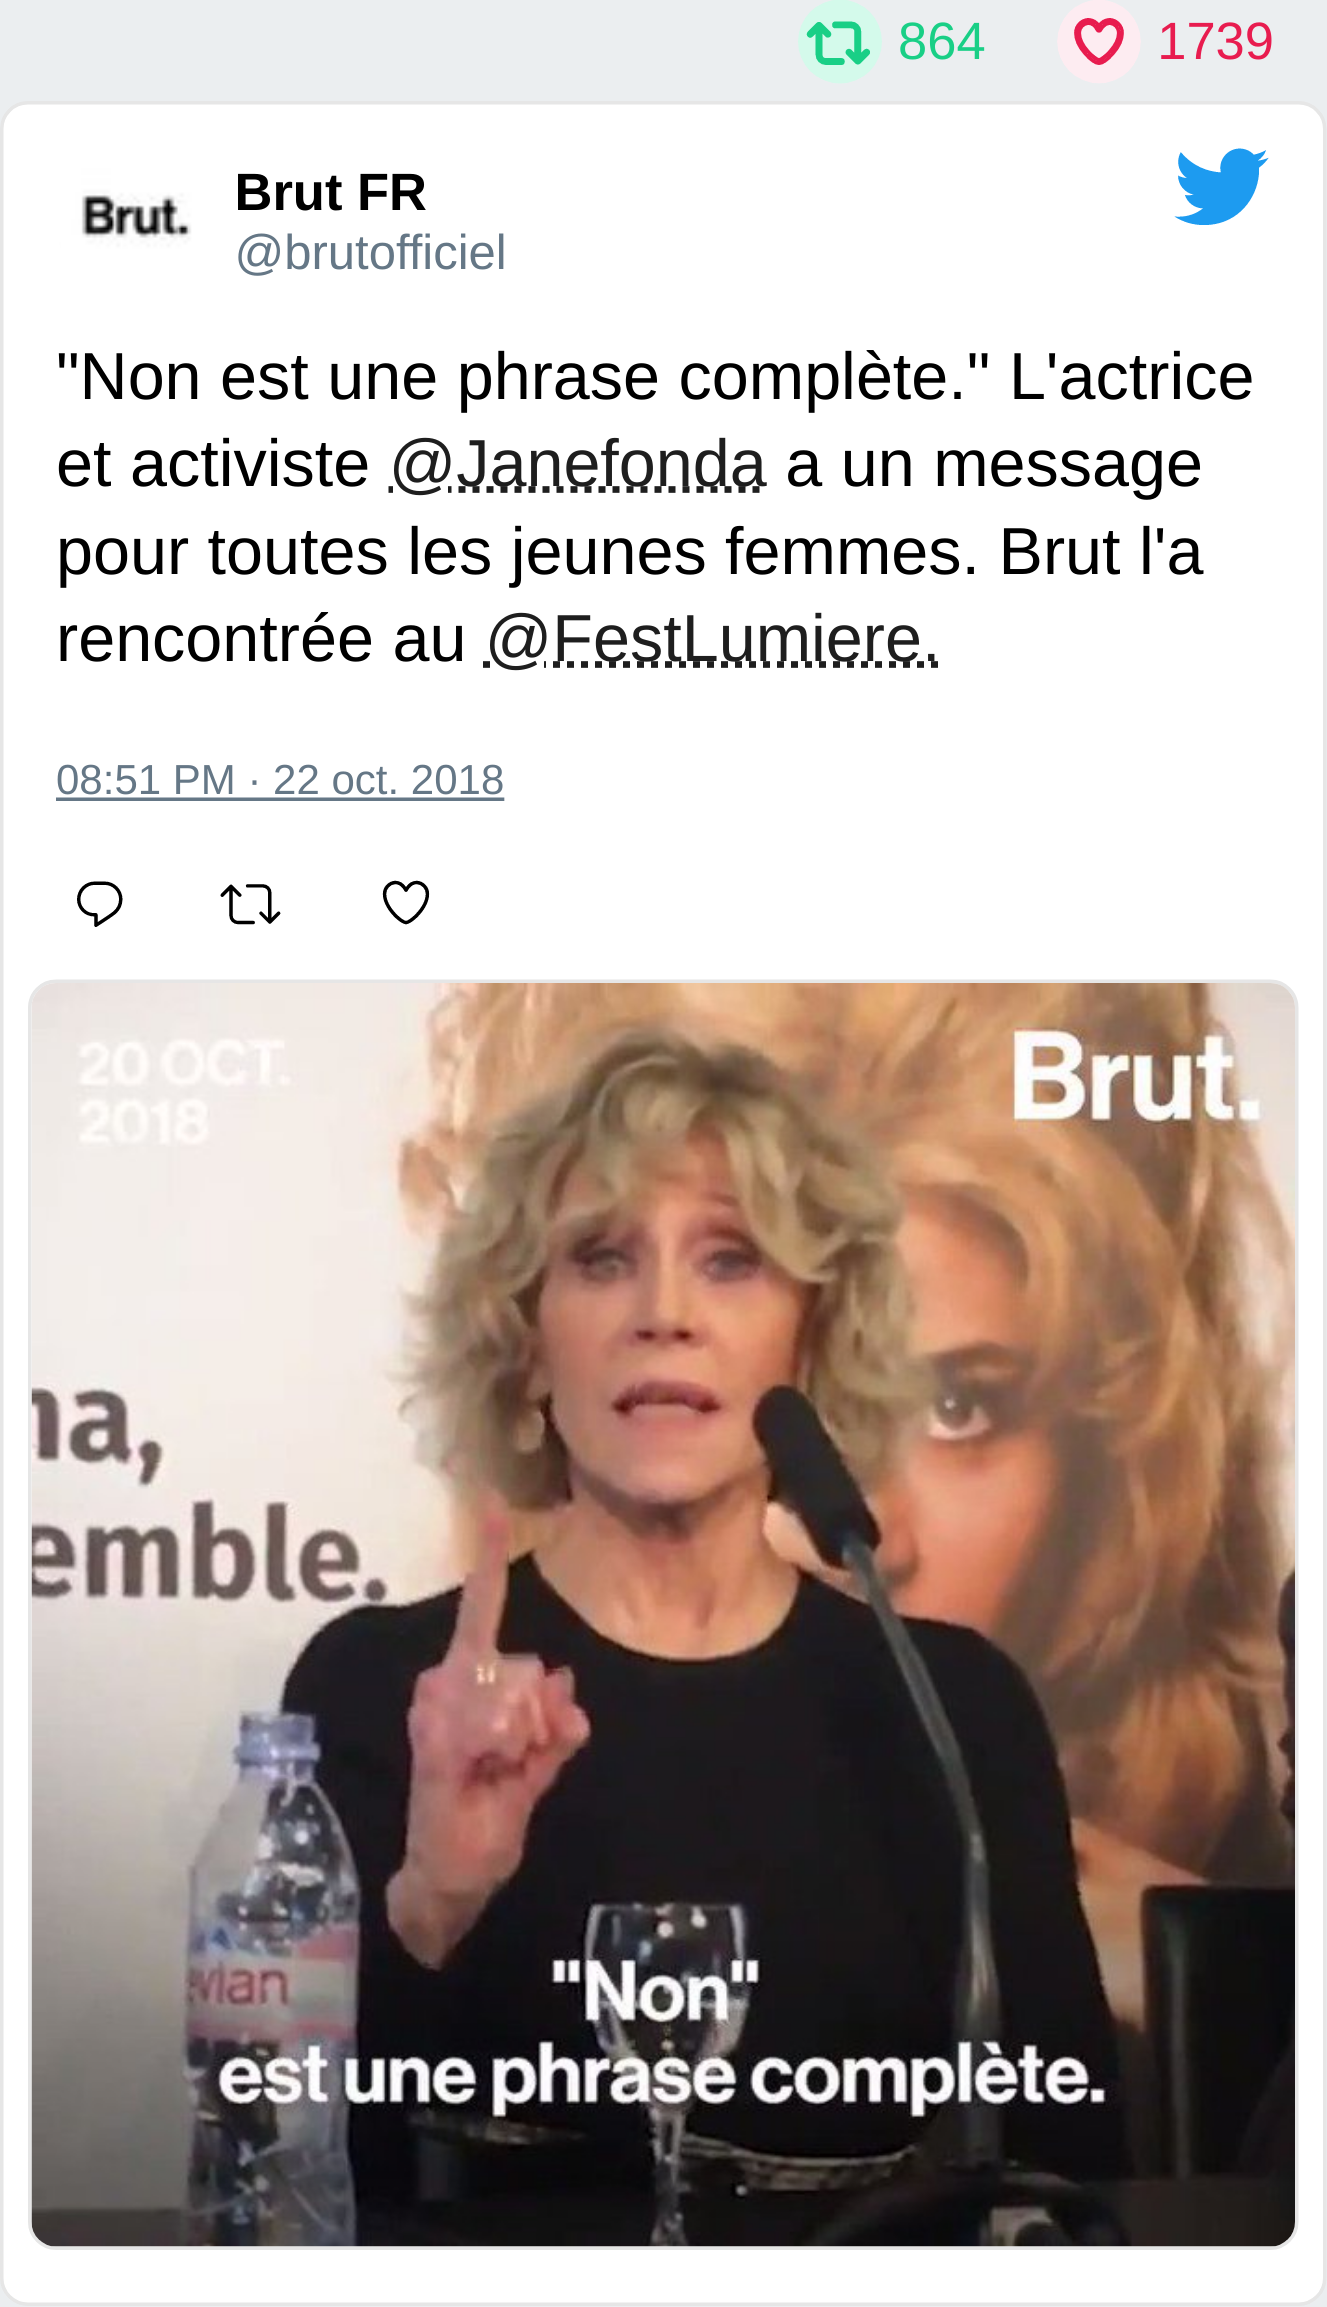 864 1739
Brut.
Brut FR
@brutofficiel
"Non est une phrase complète." L'actrice
et activiste @Janefonda a un message
pour toutes les jeunes femmes. Brut l'a
rencontrée au @FestLumiere.
08:51 PM · 22 oct. 2018
20 OCT.
2018
Brut.
na,
emble.
evian
"Non"
est une phrase complète.